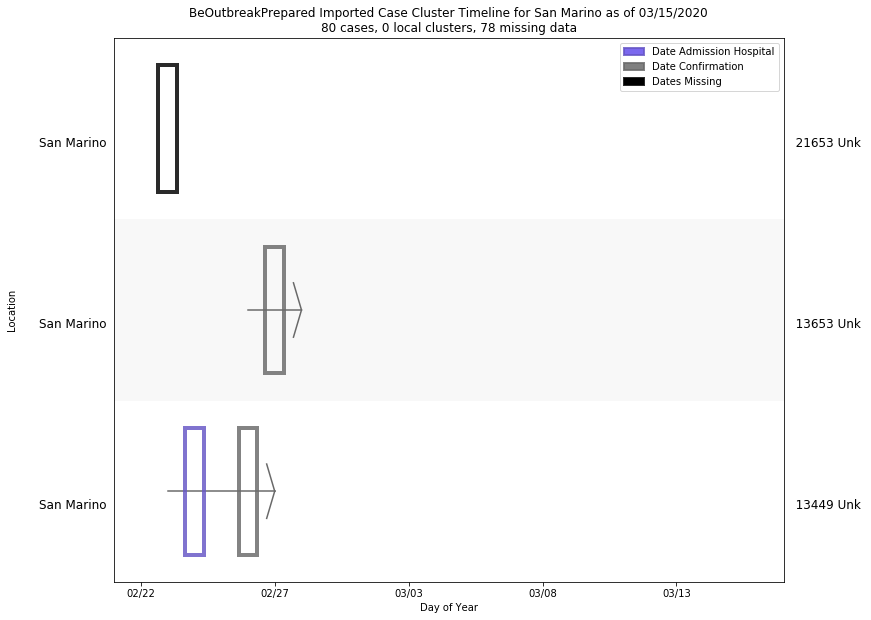 BeOutbreakPrepared Imported Case Cluster Timeline for San Marino as of 03/15/2020
80 cases, 0 local clusters, 78 missing data
Date Admission Hospital
Date Confirmation
Dates Missing
San Marino
21653 Unk
San Marino
13653 Unk
San Marino
13449 Unk
Location
02/22
02/27
03/03
03/08
03/13
Day of Year